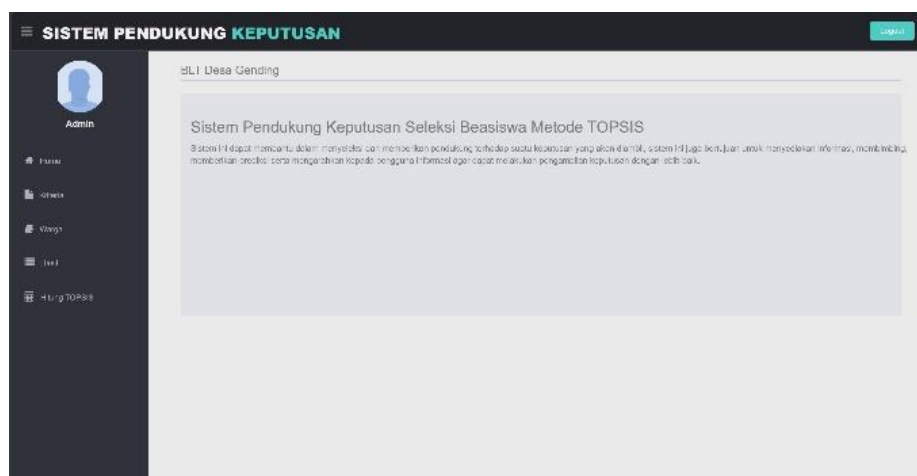 SISTEM PENDUKUNG KEPUTUSAN
Logout
Admin
BLT Desa Gending
Sistem Pendukung Keputusan Seleksi Beasiswa Metode TOPSIS
Sistem ini dapat membantu dalam menyeleksi dan memberikan pendukung terhadap suatu keputusan yang akan diambil, sistem ini juga bertujuan untuk menyediakan informasi, membimbing,
memberikan prediksi serta mengarahkan kepada pengguna informasi agar dapat melakukan pengambilan keputusan dengan lebih baik.
Home
Kriteria
Warga
Hitung TOPSIS